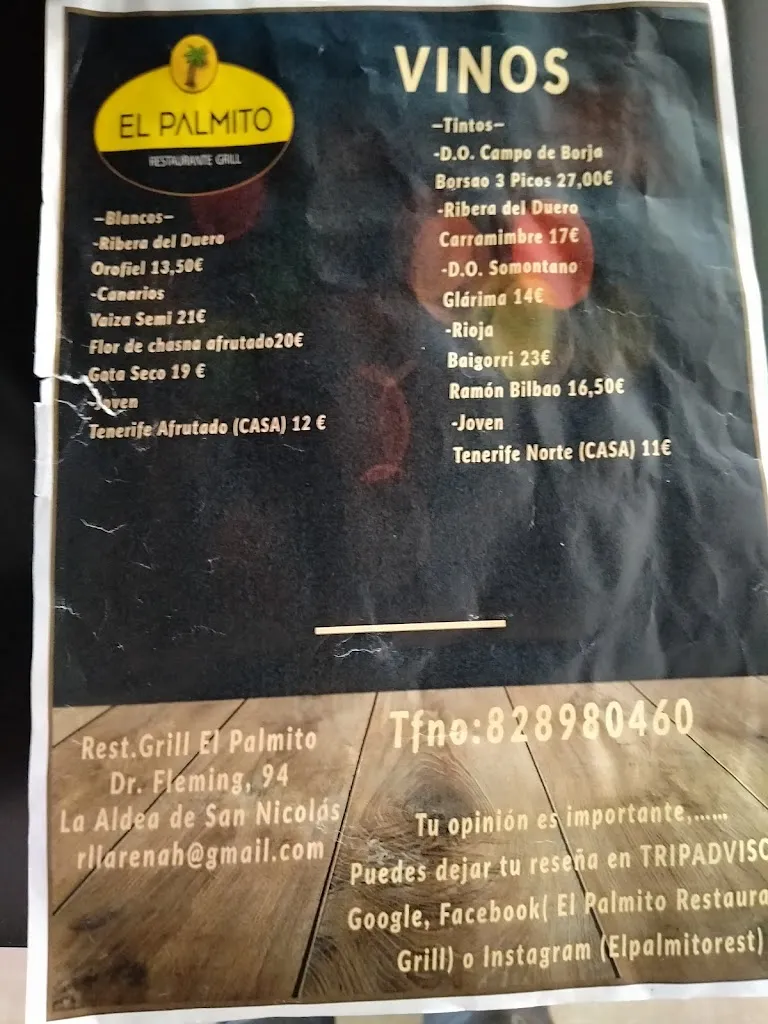 EL PALMITO
RESTAURANTE GRILL
VINOS
—Blancos—
-Ribera del Duero
Orofiel 13,50€
-Canarios
Yaiza Semi 21€
Flor de chasna afrutado20€
Gota Seco 19 €
-Joven
Tenerife Afrutado (CASA) 12 €
—Tintos—
-D.O. Campo de Borja
Borsao 3 Picos 27,00€
-Ribera del Duero
Carramimbre 17€
-D.O. Somontano
Glárima 14€
-Rioja
Baigorri 23€
Ramón Bilbao 16,50€
-Joven
Tenerife Norte (CASA) 11€
Rest.Grill El Palmito
Dr. Fleming, 94
La Aldea de San Nicolás
rllarenah@gmail.com
Tfno:828980460
Tu opinión es importante,......
Puedes dejar tu reseña en TRIPADVISO
Google, Facebook( El Palmito Restaura
Grill) o Instagram (Elpalmitorest)